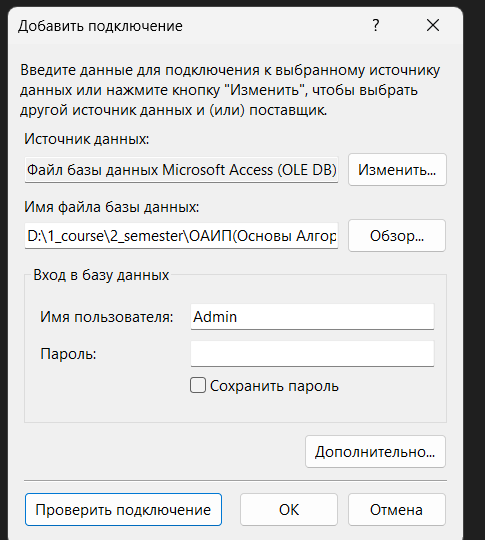 Добавить подключение
?
Введите данные для подключения к выбранному источнику
данных или нажмите кнопку "Изменить", чтобы выбрать
другой источник данных и (или) поставщик.
Источник данных:
Файл базы данных Microsoft Access (OLE DB)
Изменить...
Имя файла базы данных:
D:\1_course\2_semester\ОАИП(Основы Алгор
Обзор...
Вход в базу данных
Имя пользователя:
Admin
Пароль:
Сохранить пароль
Дополнительно...
Проверить подключение
ОК
Отмена